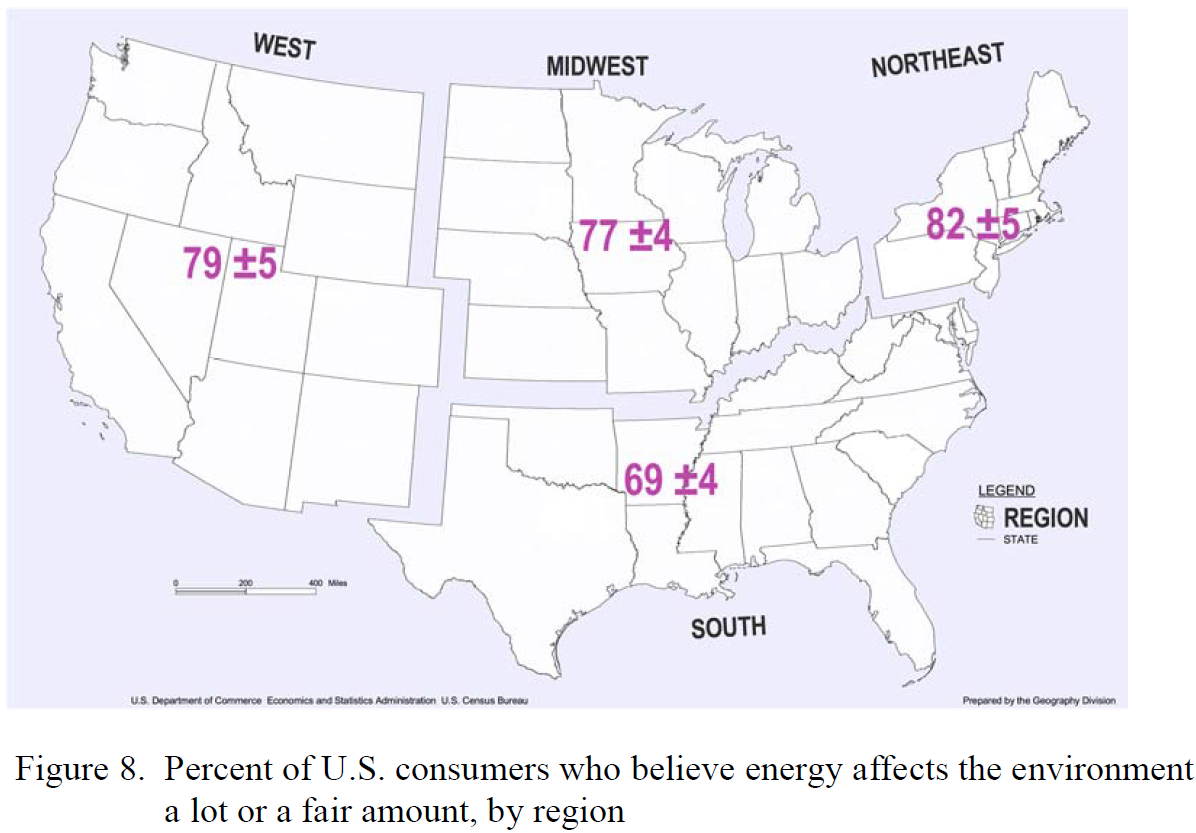 WEST
MIDWEST
NORTHEAST
82 ±5
77 ±4
79 ±5
69 ±4
LEGEND
REGION
STATE
0 200 400 Miles
SOUTH
U.S. Department of Commerce Economics and Statistics Administration U.S. Census Bureau
Prepared by the Geography Division
Figure 8. Percent of U.S. consumers who believe energy affects the environment
a lot or a fair amount, by region